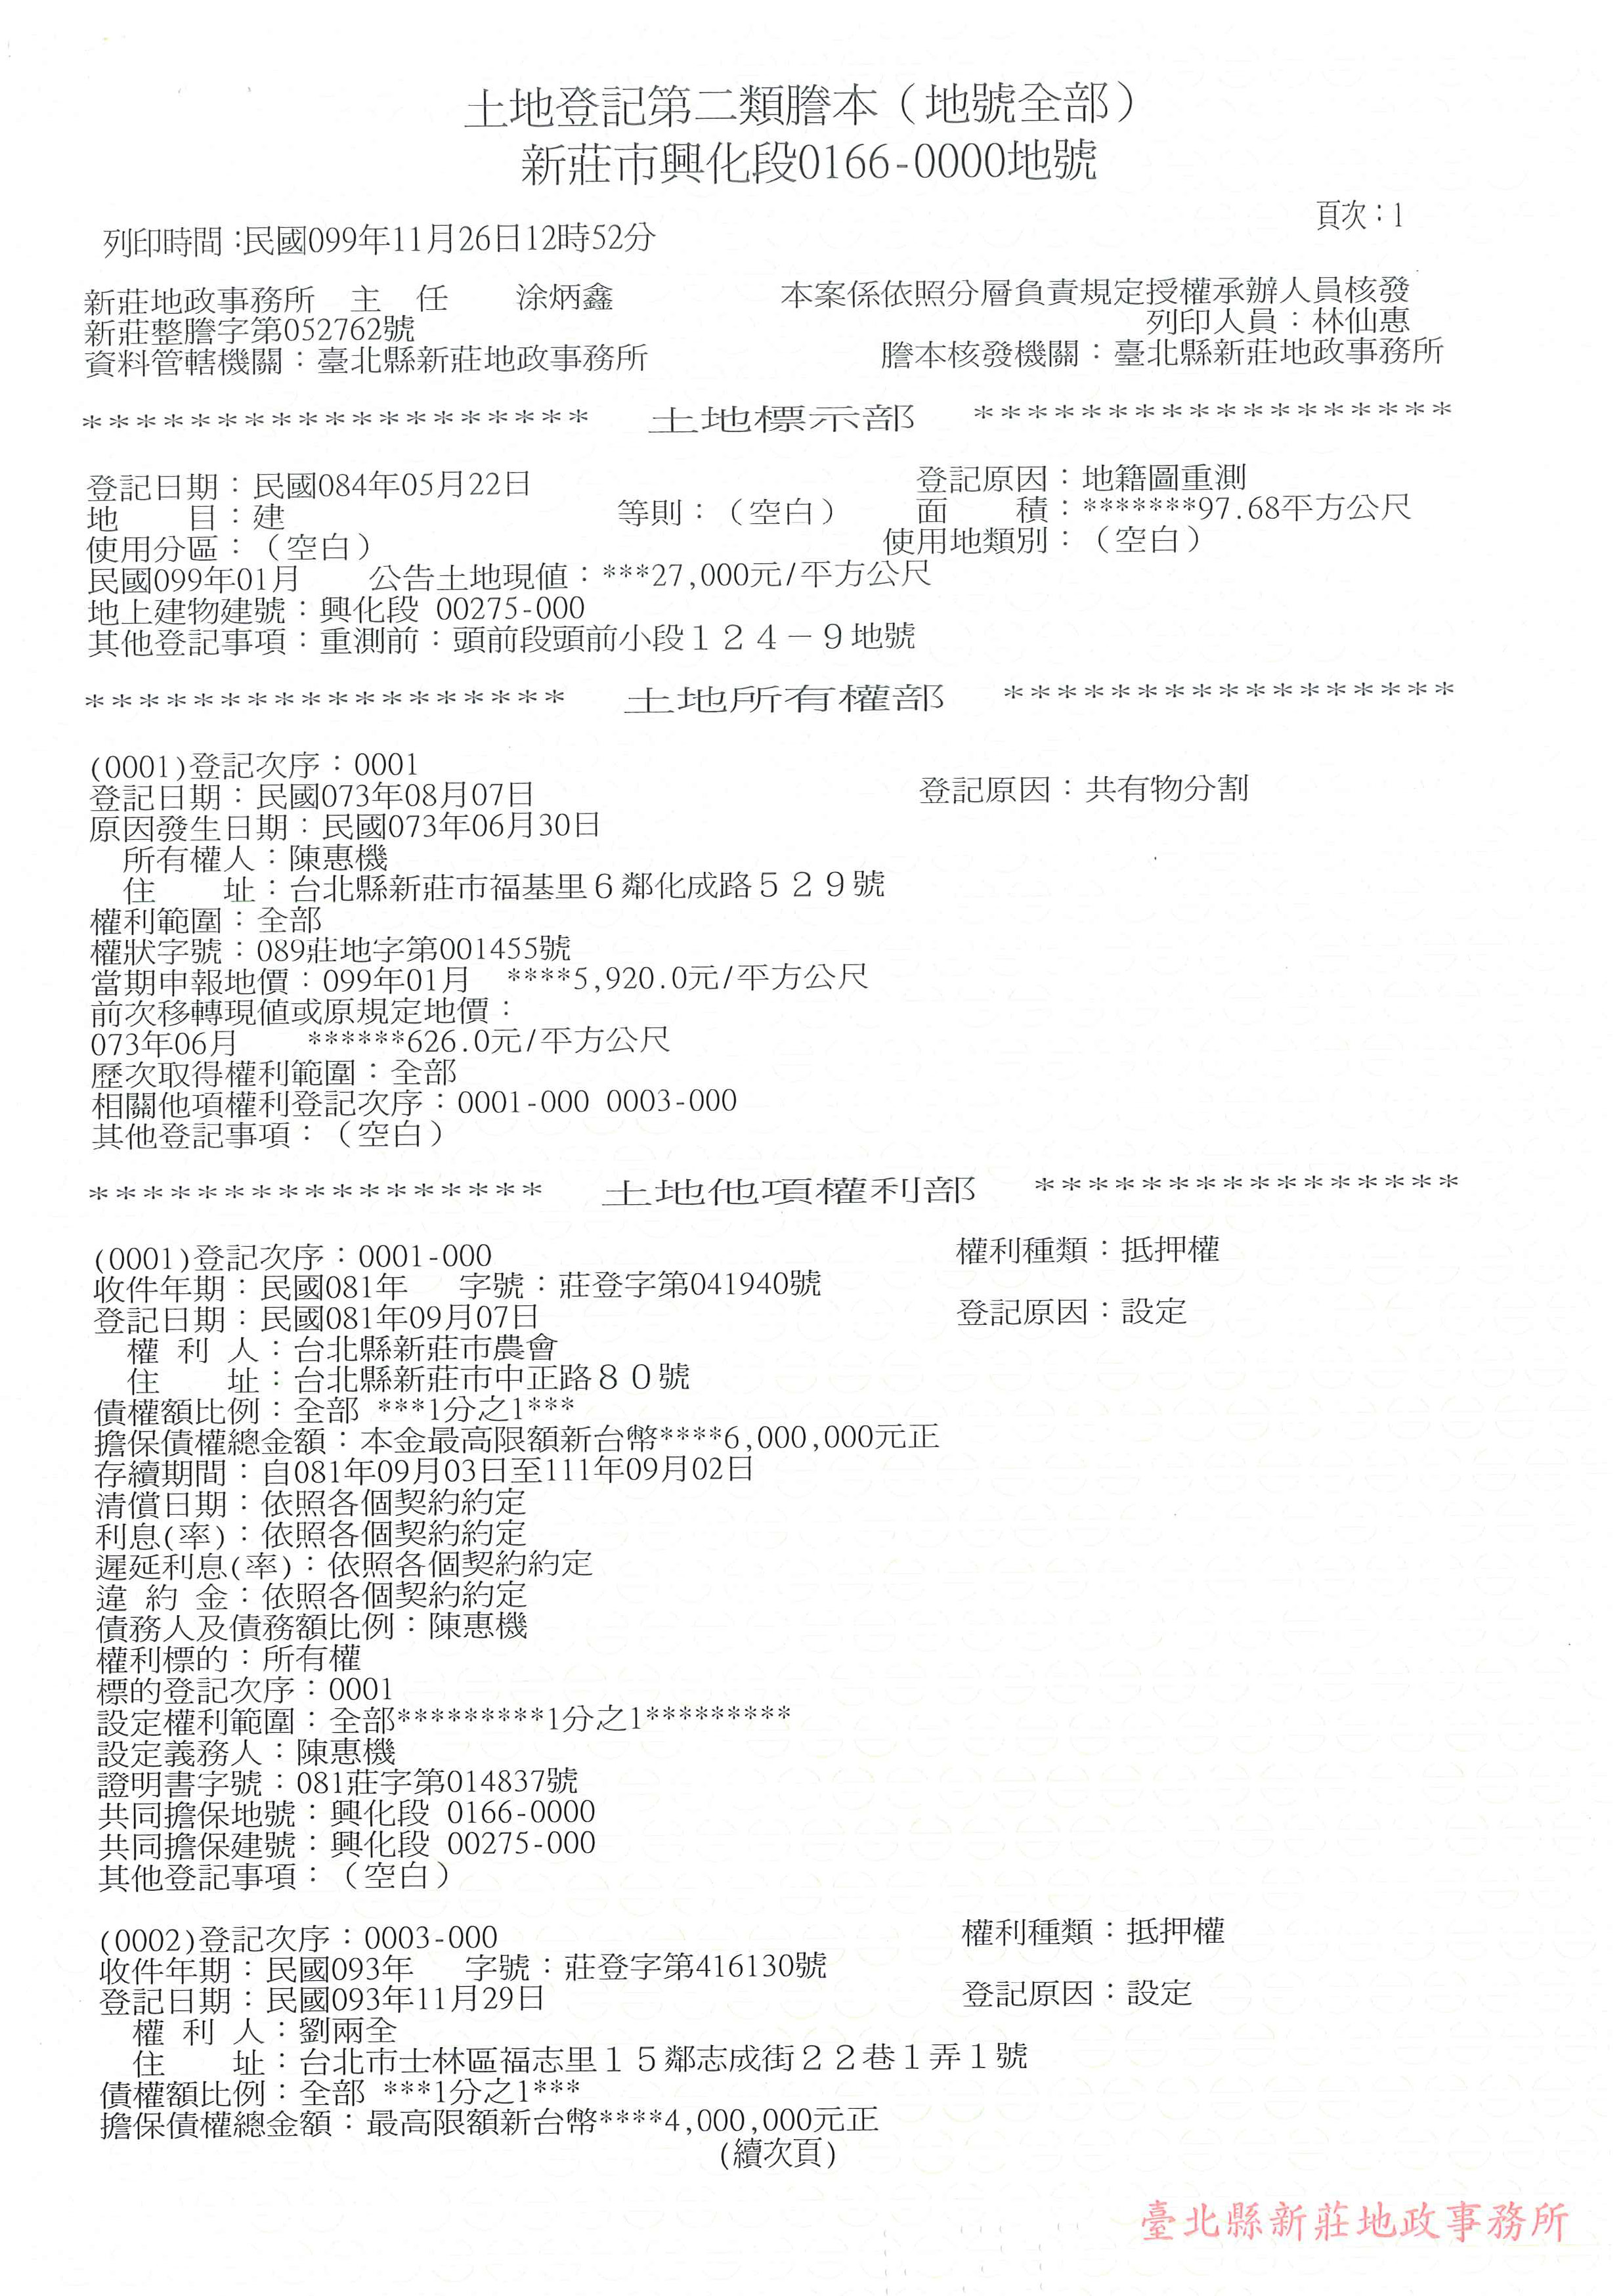 土地登記第二類謄本（地號全部）
新莊市興化段0166-0000地號
頁次：1
列印時間：民國099年11月26日12時52分
新莊地政事務所　主　任　　涂炳鑫　　本案係依照分層負責規定授權承辦人員核發
新莊整謄字第052762號　　列印人員：林仙惠
資料管轄機關：臺北縣新莊地政事務所　　謄本核發機關：臺北縣新莊地政事務所
*******************　土地標示部　******************
登記日期：民國084年05月22日　　登記原因：地籍圖重測
地　　目：建　　等則：（空白）　　面　　積：*******97.68平方公尺
使用分區：（空白）　　使用地類別：（空白）
民國099年01月　　公告土地現值：***27,000元/平方公尺
地上建物建號：興化段 00275-000
其他登記事項：重測前：頭前段頭前小段１２４－９地號
******************　土地所有權部　*****************
(0001)登記次序：0001
登記日期：民國073年08月07日　　登記原因：共有物分割
原因發生日期：民國073年06月30日
所有權人：陳惠機
住　　址：台北縣新莊市福基里６鄰化成路５２９號
權利範圍：全部
權狀字號：089莊地字第001455號
當期申報地價：099年01月　****5,920.0元/平方公尺
前次移轉現值或原規定地價：
073年06月　　******626.0元/平方公尺
歷次取得權利範圍：全部
相關他項權利登記次序：0001-000 0003-000
其他登記事項：（空白）
*****************　土地他項權利部　****************
(0001)登記次序：0001-000　　權利種類：抵押權
收件年期：民國081年　字號：莊登字第041940號
登記日期：民國081年09月07日　　登記原因：設定
權 利 人：台北縣新莊市農會
住　　址：台北縣新莊市中正路８０號
債權額比例：全部 ***1分之1***
擔保債權總金額：本金最高限額新台幣****6,000,000元正
存續期間：自081年09月03日至111年09月02日
清償日期：依照各個契約約定
利息(率)：依照各個契約約定
遲延利息(率)：依照各個契約約定
違 約 金：依照各個契約約定
債務人及債務額比例：陳惠機
權利標的：所有權
標的登記次序：0001
設定權利範圍：全部*********1分之1*********
設定義務人：陳惠機
證明書字號：081莊字第014837號
共同擔保地號：興化段 0166-0000
共同擔保建號：興化段 00275-000
其他登記事項：（空白）
(0002)登記次序：0003-000　　權利種類：抵押權
收件年期：民國093年　字號：莊登字第416130號
登記日期：民國093年11月29日　　登記原因：設定
權 利 人：劉兩全
住　　址：台北市士林區福志里１５鄰志成街２２巷１弄１號
債權額比例：全部 ***1分之1***
擔保債權總金額：最高限額新台幣****4,000,000元正
(續次頁)
臺北縣新莊地政事務所